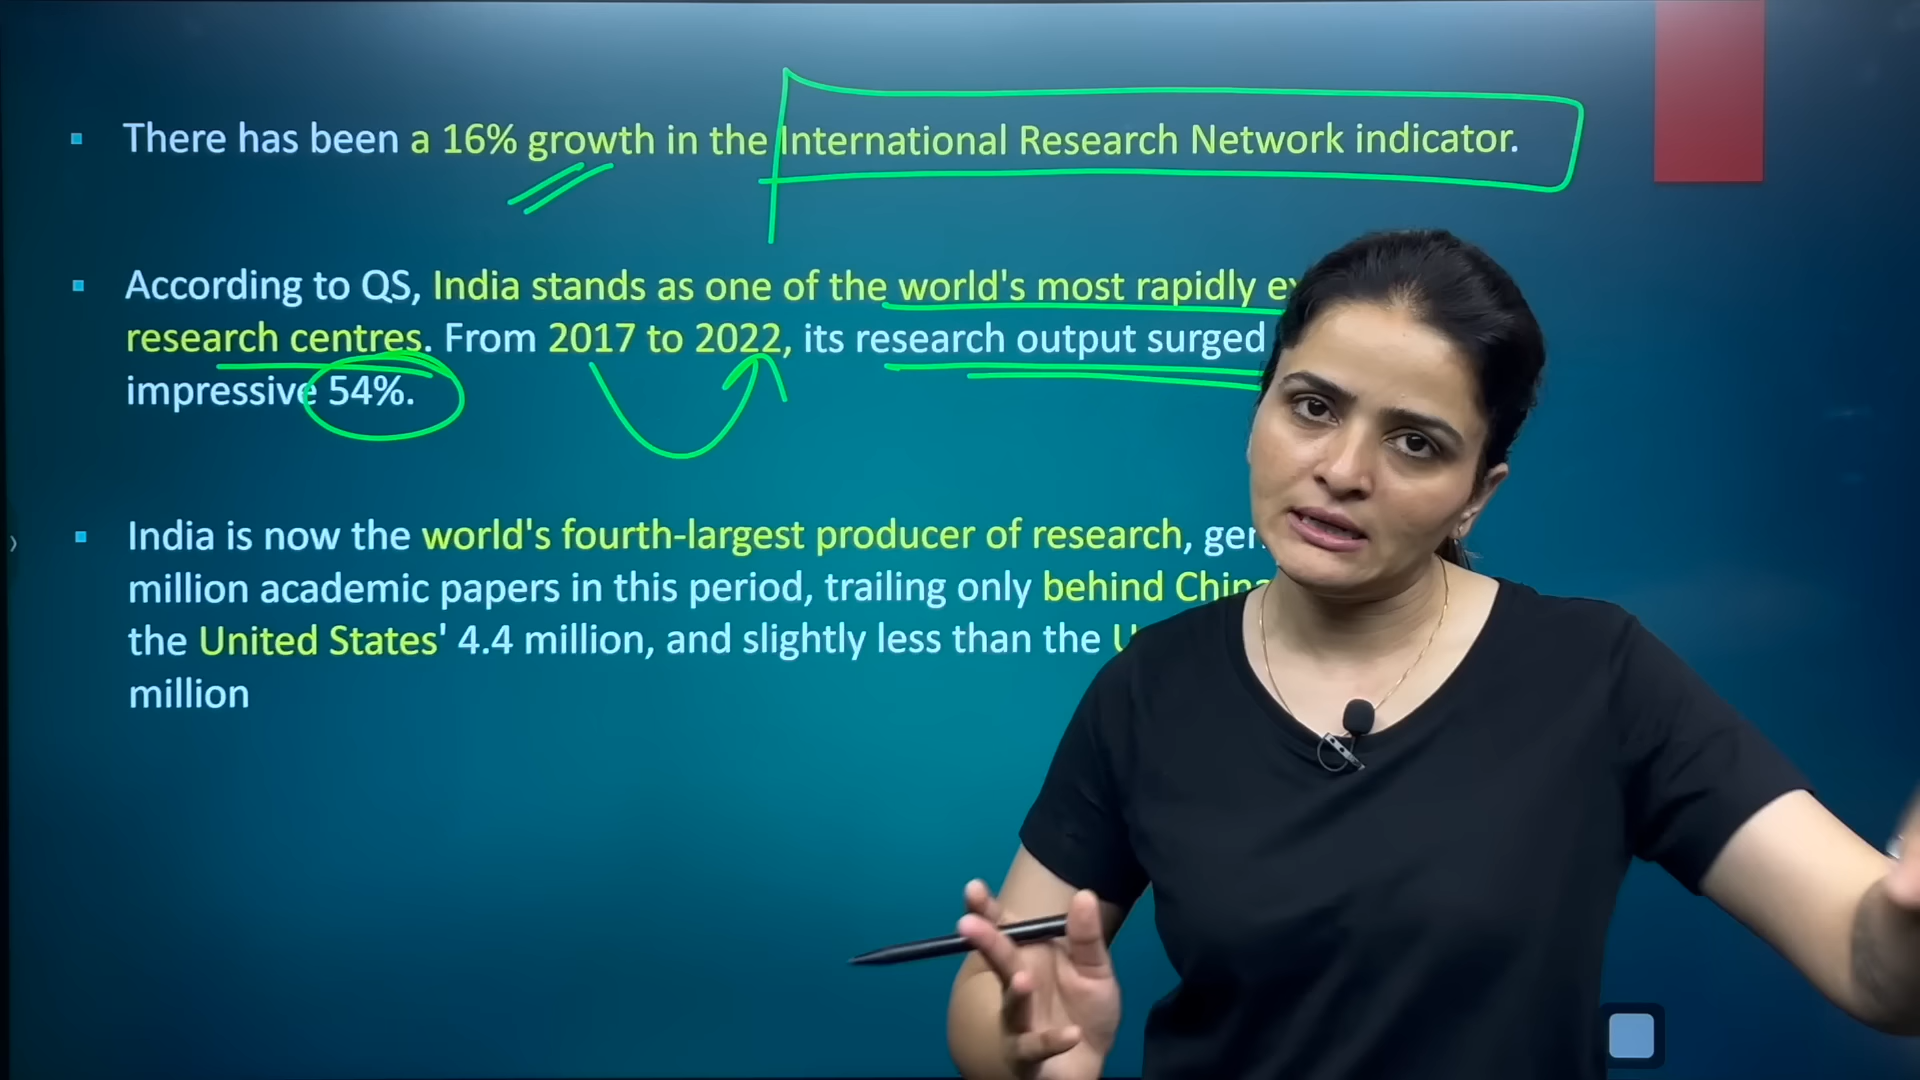 There has been a 16% growth in the International Research Network indicator.
According to QS, India stands as one of the world's most rapidly
research centres. From 2017 to 2022, its research output surged
impressive 54%.
India is now the world's fourth-largest producer of research,
million academic papers in this period, trailing only behind
the United States' 4.4 million, and slightly less than the
million